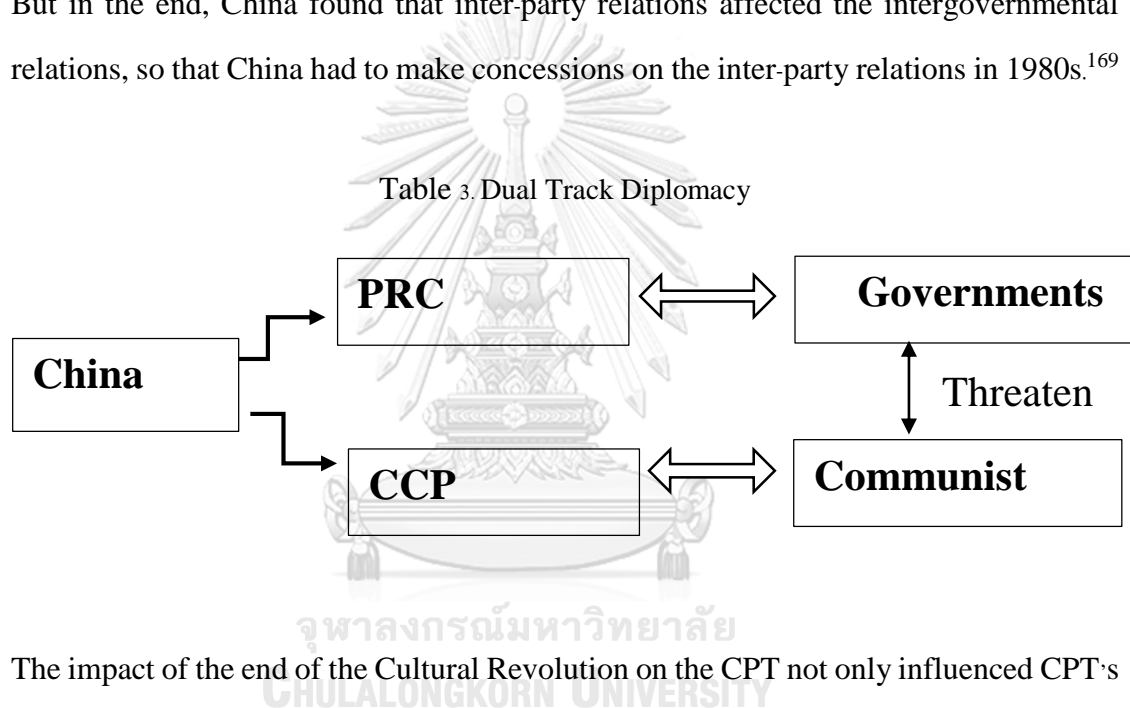 But in the end, China found that inter-party relations affected the intergovernmental
relations, so that China had to make concessions on the inter-party relations in 1980s.169
Table 3. Dual Track Diplomacy
PRC
Governments
China
Threaten
CCP
Communist
จุฬาลงกรณ์มหาวิทยาลัย
The impact of the end of the Cultural Revolution on the CPT not only influenced CPT's
CHULALONGKORN UNIVERSITY